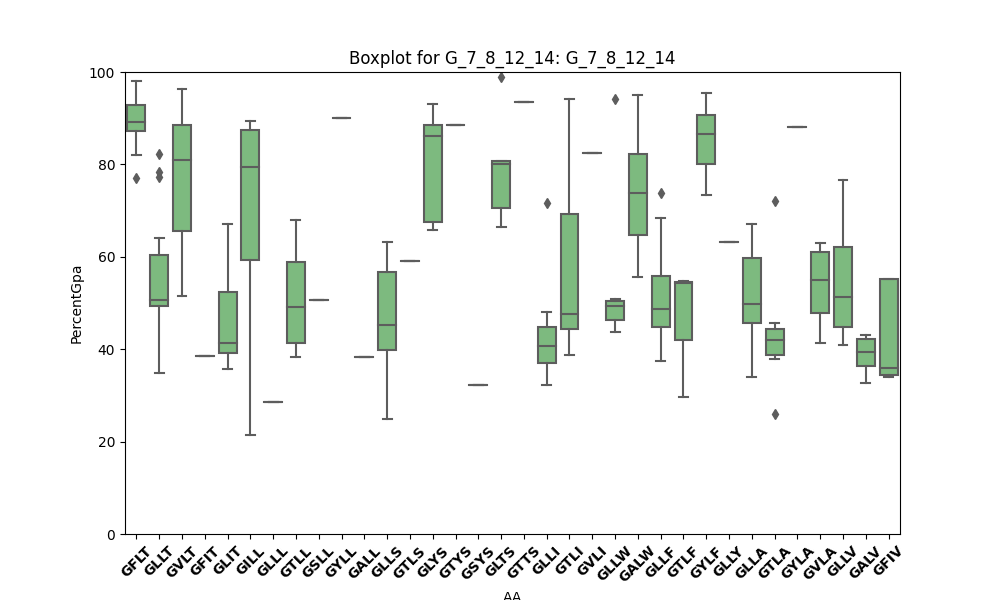 Boxplot for G_7_8_12_14: G_7_8_12_14
100
80
60
40
20
0
PercentGpa
GFLT GLLT GVLT GFIT GLIT GILL GLLL GTLL GSLL GYLL GALL GLLS GTLS GLYS GTYS GSYS GLTS GTTS GLLI GTLI GVLI GLLW GALW GLLF GTLF GYLF GLLY GLLA GTLA GYLA GVLA GLLV GALV GFIV
AA